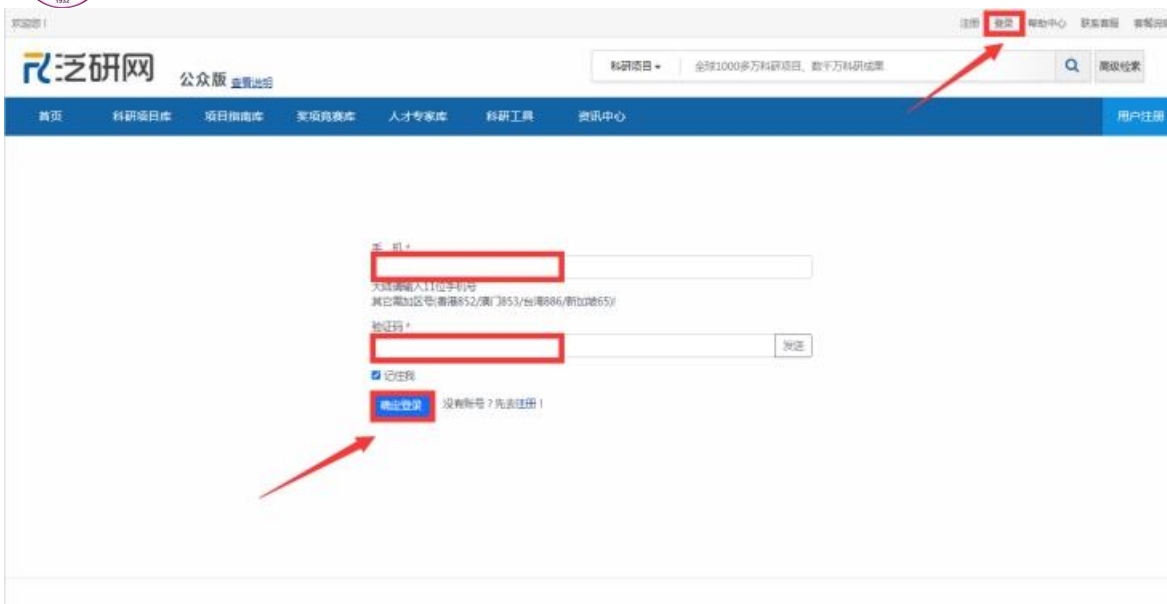 1932
欢迎您！
注册 登录 帮助中心 联系客服
泛研网 公众版 查看说明
科研项目 全球1000多万科研项目，数千万科研成果 高级检索
首页 科研项目库 项目指南库 奖项竞赛库 人才专家库 科研工具 资讯中心 用户注册
手 机 *
大陆请输入11位手机号
其它需加区号(香港852/澳门853/台湾886/新加坡65)!
验证码 *
发送
记住我
确定登录 没有账号？先去注册！